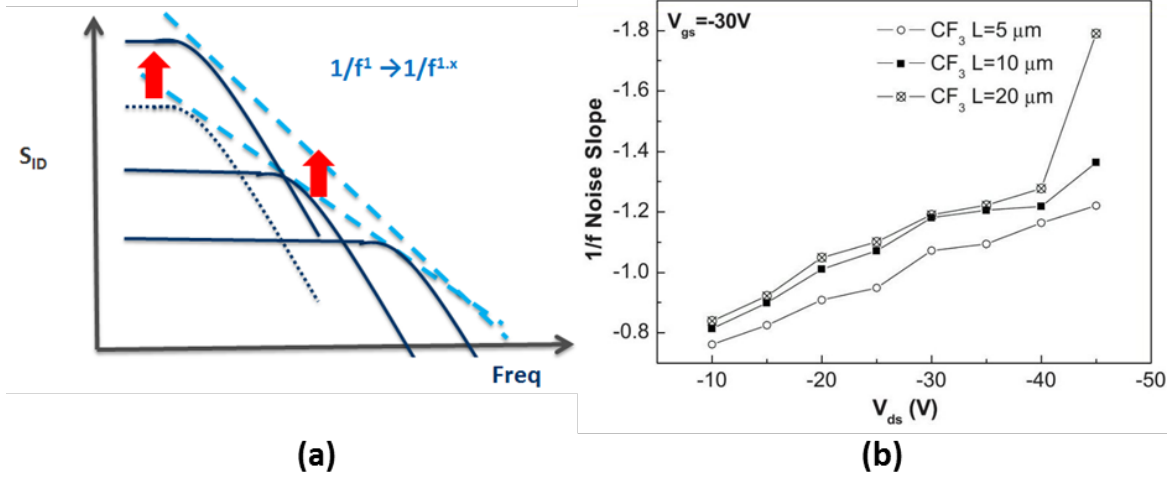 S_ID
1/f¹ → 1/f^1.x
Freq
(a)
V_gs=-30V
CF₃ L=5 μm
CF₃ L=10 μm
CF₃ L=20 μm
1/f Noise Slope
-1.8
-1.6
-1.4
-1.2
-1.0
-0.8
-10
-20
-30
-40
-50
V_ds (V)
(b)